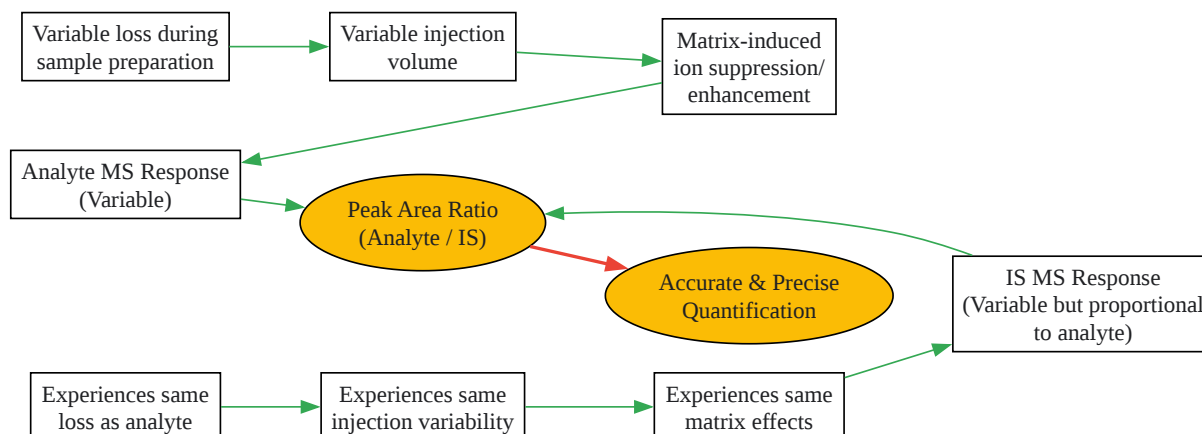 Variable loss during
sample preparation
Variable injection
volume
Matrix-induced
ion suppression/
enhancement
Analyte MS Response
(Variable)
Peak Area Ratio
(Analyte / IS)
Accurate & Precise
Quantification
IS MS Response
(Variable but proportional
to analyte)
Experiences same
loss as analyte
Experiences same
injection variability
Experiences same
matrix effects